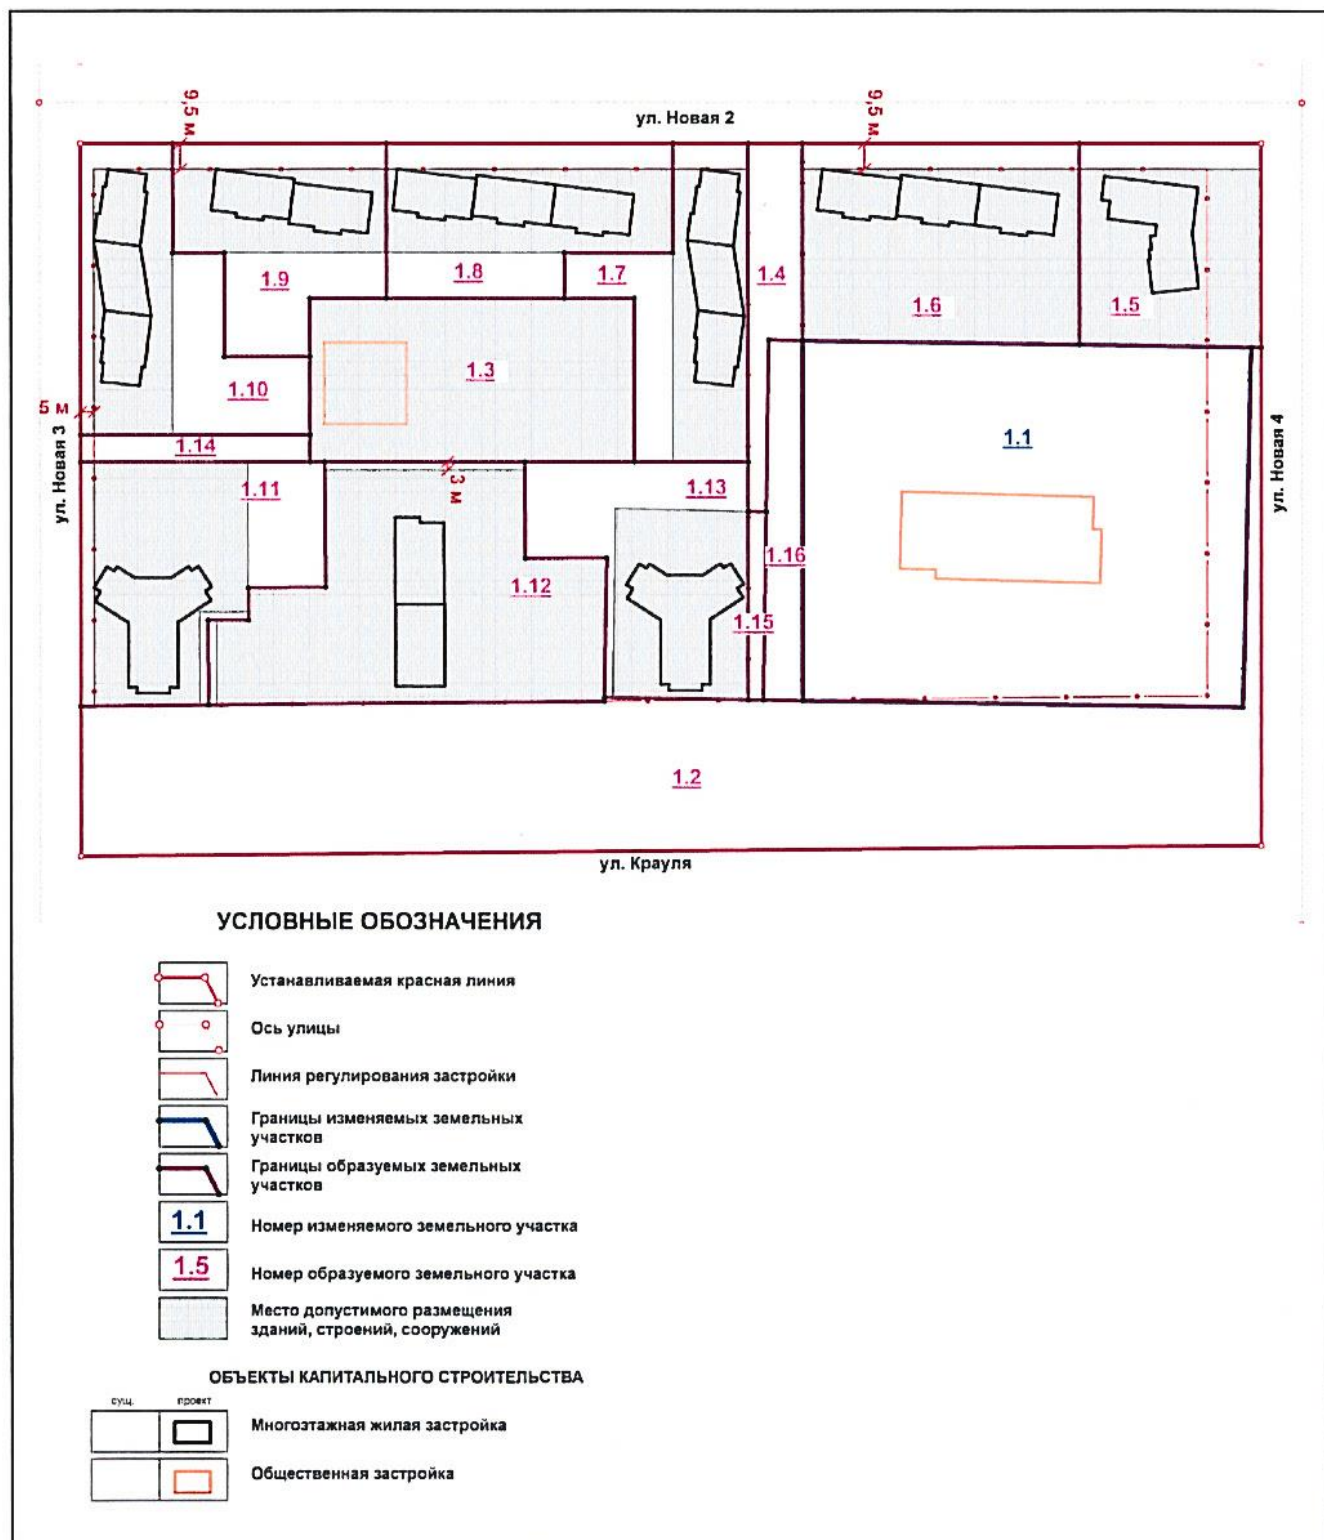 9,5 м
ул. Новая 2
9,5 м
1.9
1.8
1.7
1.4
1.6
1.5
1.3
1.10
5 м
1.14
ул. Новая 3
1.1
ул. Новая 4
1.11
3 м
1.13
1.16
1.12
1.15
1.2
ул. Крауля
УСЛОВНЫЕ ОБОЗНАЧЕНИЯ
Устанавливаемая красная линия
Ось улицы
Линия регулирования застройки
Границы изменяемых земельных
участков
Границы образуемых земельных
участков
1.1 Номер изменяемого земельного участка
1.5 Номер образуемого земельного участка
Место допустимого размещения
зданий, строений, сооружений
ОБЪЕКТЫ КАПИТАЛЬНОГО СТРОИТЕЛЬСТВА
сущ. проект
Многоэтажная жилая застройка
Общественная застройка